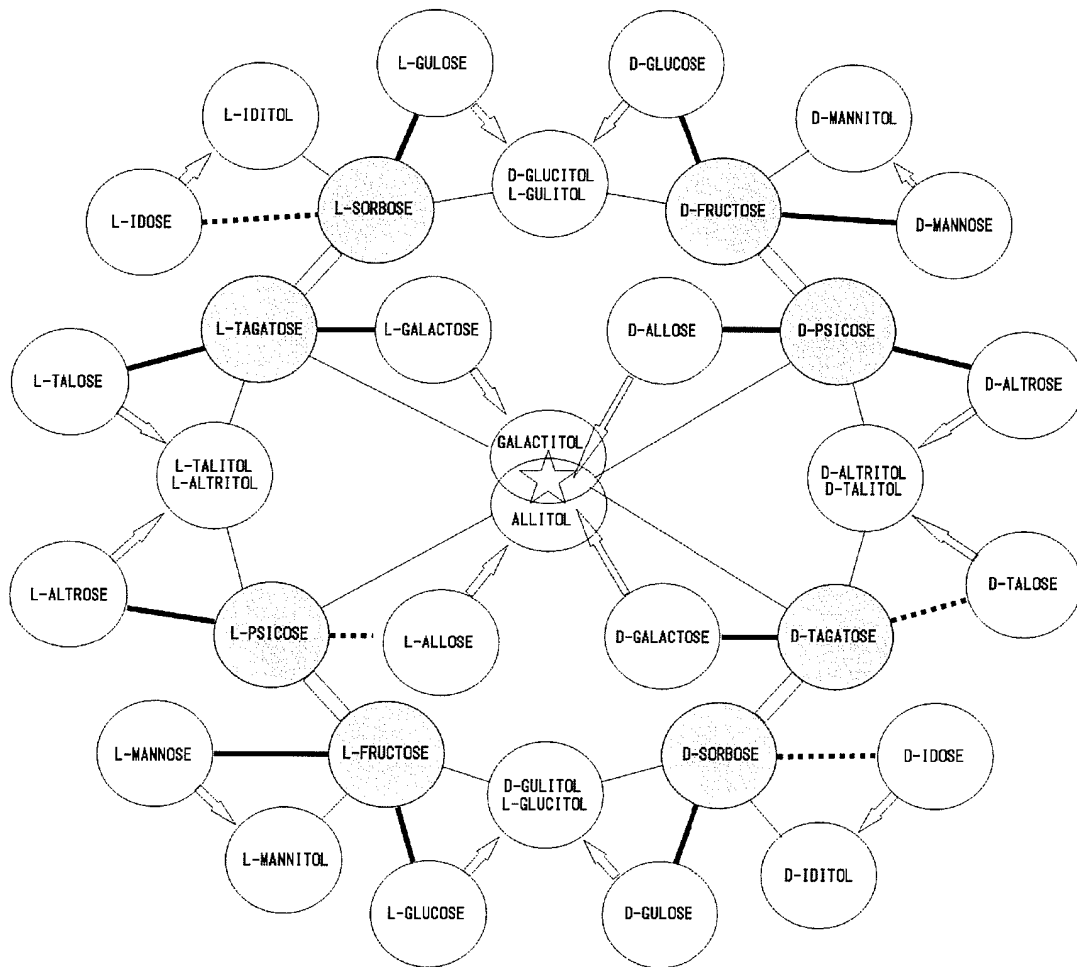 L-GULOSE
D-GLUCOSE
L-IDITOL
D-MANNITOL
D-GLUCITOL
L-GULITOL
L-IDOSE
L-SORBOSE
D-FRUCTOSE
D-MANNOSE
L-TAGATOSE
L-GALACTOSE
D-ALLOSE
D-PSICOSE
L-TALOSE
D-ALTROSE
GALACTITOL
L-TALITOL
L-ALTRITOL
D-ALTRITOL
D-TALITOL
ALLITOL
L-ALTROSE
D-TALOSE
L-PSICOSE
L-ALLOSE
D-GALACTOSE
D-TAGATOSE
L-MANNOSE
L-FRUCTOSE
D-SORBOSE
D-IDOSE
D-GULITOL
L-GLUCITOL
L-MANNITOL
D-IDITOL
L-GLUCOSE
D-GULOSE